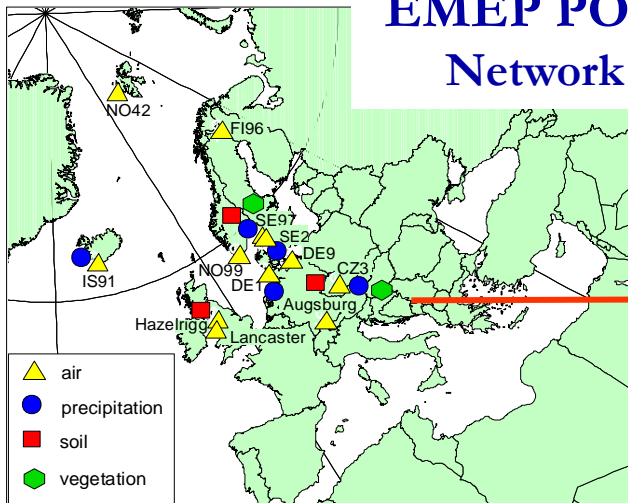 EMEP PO
Network
NO42
FI96
SE97
SE2
DE9
NO99
IS91
CZ3
DE1
Augsburg
Hazelrigg
Lancaster
air
precipitation
soil
vegetation